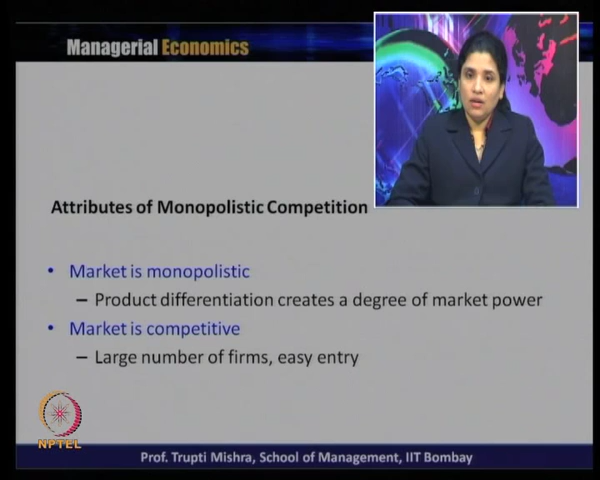 Managerial Economics
Attributes of Monopolistic Competition
• Market is monopolistic
– Product differentiation creates a degree of market power
• Market is competitive
– Large number of firms, easy entry
NPTEL
Prof. Trupti Mishra, School of Management, IIT Bombay